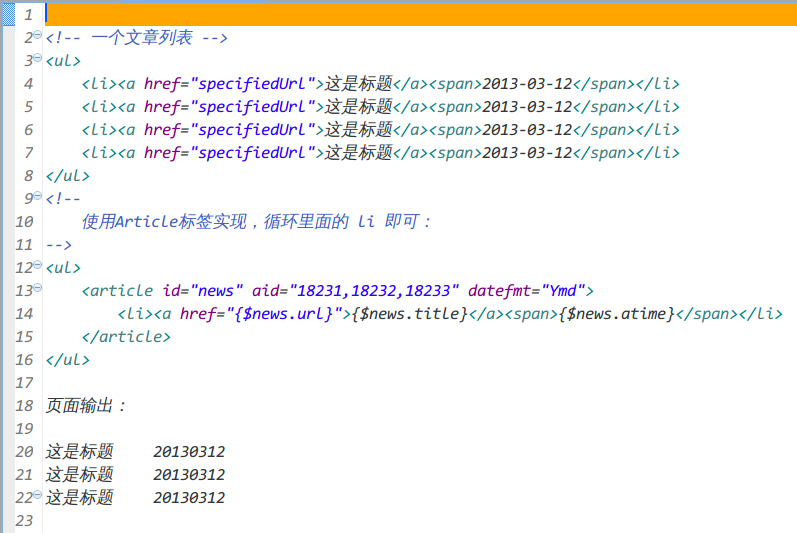 1
2 <!-- 一个文章列表 -->
3 <ul>
4 <li><a href="specifiedUrl">这是标题</a><span>2013-03-12</span></li>
5 <li><a href="specifiedUrl">这是标题</a><span>2013-03-12</span></li>
6 <li><a href="specifiedUrl">这是标题</a><span>2013-03-12</span></li>
7 <li><a href="specifiedUrl">这是标题</a><span>2013-03-12</span></li>
8 </ul>
9 <!--
10 使用Article标签实现，循环里面的 li 即可：
11 -->
12 <ul>
13 <article id="news" aid="18231,18232,18233" datefmt="Ymd">
14 <li><a href="{$news.url}">{$news.title}</a><span>{$news.atime}</span></li>
15 </article>
16 </ul>
17
18 页面输出：
19
20 这是标题 20130312
21 这是标题 20130312
22 这是标题 20130312
23